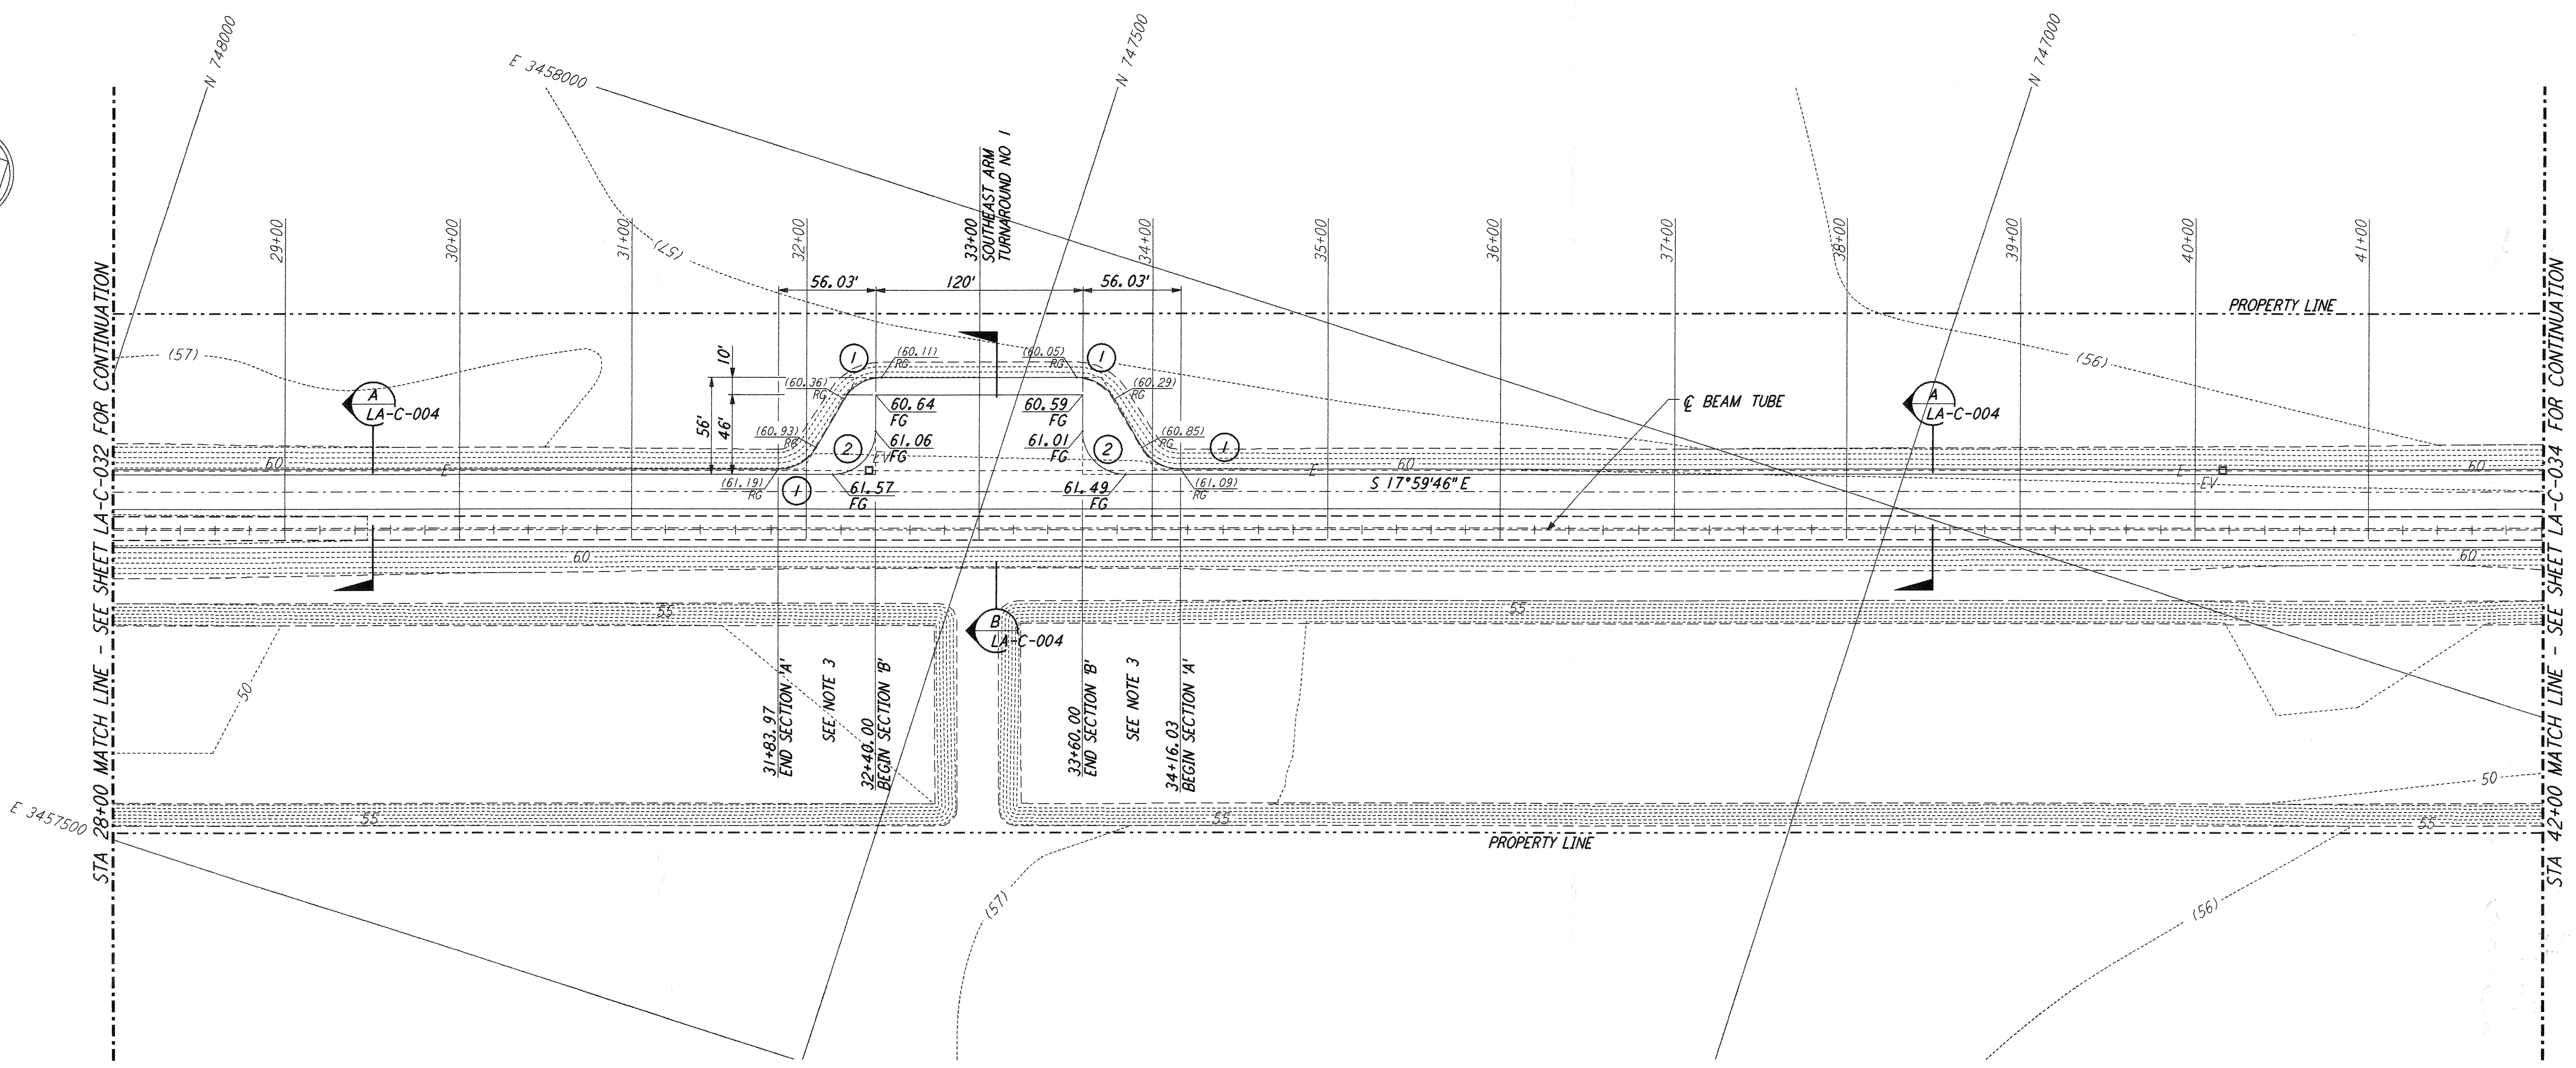 N 748000
E 3458000
N 747500
N 747000
STA 28+00 MATCH LINE - SEE SHEET LA-C-032 FOR CONTINUATION
29+00
30+00
31+00
32+00
33+00
SOUTHEAST ARM
TURNAROUND NO 1
34+00
35+00
36+00
37+00
38+00
39+00
40+00
41+00
STA 42+00 MATCH LINE - SEE SHEET LA-C-034 FOR CONTINUATION
(57)
56.03'
120'
56.03'
PROPERTY LINE
(57)
(56)
10'
56'
46'
1
(60.11)
RG
(60.05)
RG
1
(60.36)
RG
(60.29)
RG
60.64
FG
60.59
FG
A
LA-C-004
A
LA-C-004
℄ BEAM TUBE
(60.93)
RG
2
61.06
FG
61.01
FG
2
(60.85)
RG
1
EV
60
E
E
60
E
60
(61.19)
RG
1
61.57
FG
61.49
FG
(61.09)
RG
S 17°59'46" E
EV
60
60
55
55
B
LA-C-004
50
31+83.97
END SECTION 'A'
SEE NOTE 3
32+40.00
BEGIN SECTION 'B'
33+60.00
END SECTION 'B'
SEE NOTE 3
34+16.03
BEGIN SECTION 'A'
50
E 3457500
55
55
55
PROPERTY LINE
(57)
(56)